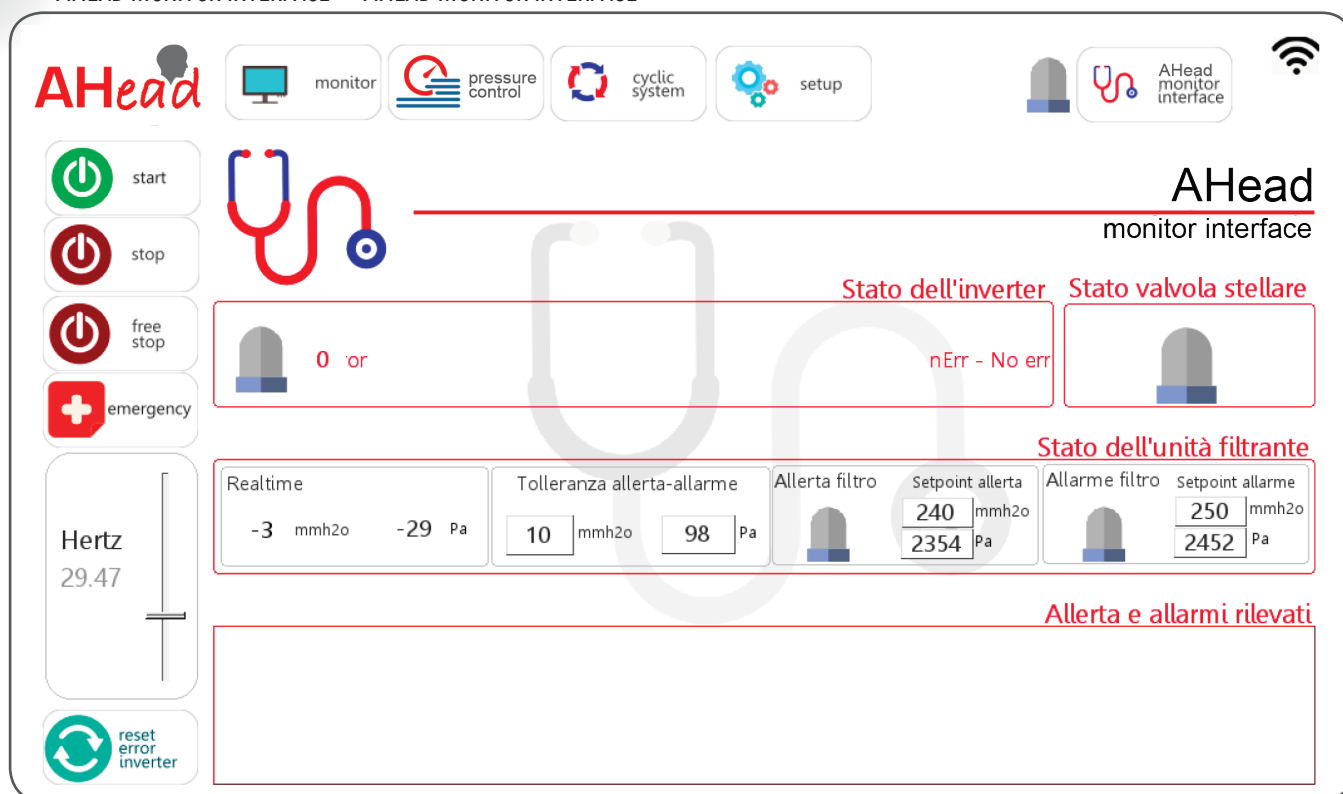 AHead
monitor
pressure
control
cyclic
system
setup
AHead
monitor
interface
start
stop
free
stop
emergency
Hertz
29.47
reset
error
inverter
AHead
monitor interface
Stato dell'inverter
Stato valvola stellare
0 ror
nErr - No err
Stato dell'unità filtrante
Realtime
-3 mmh2o -29 Pa
Tolleranza allerta-allarme
10 mmh2o 98 Pa
Allerta filtro
Setpoint allerta
240 mmh2o
2354 Pa
Allarme filtro
Setpoint allarme
250 mmh2o
2452 Pa
Allerta e allarmi rilevati